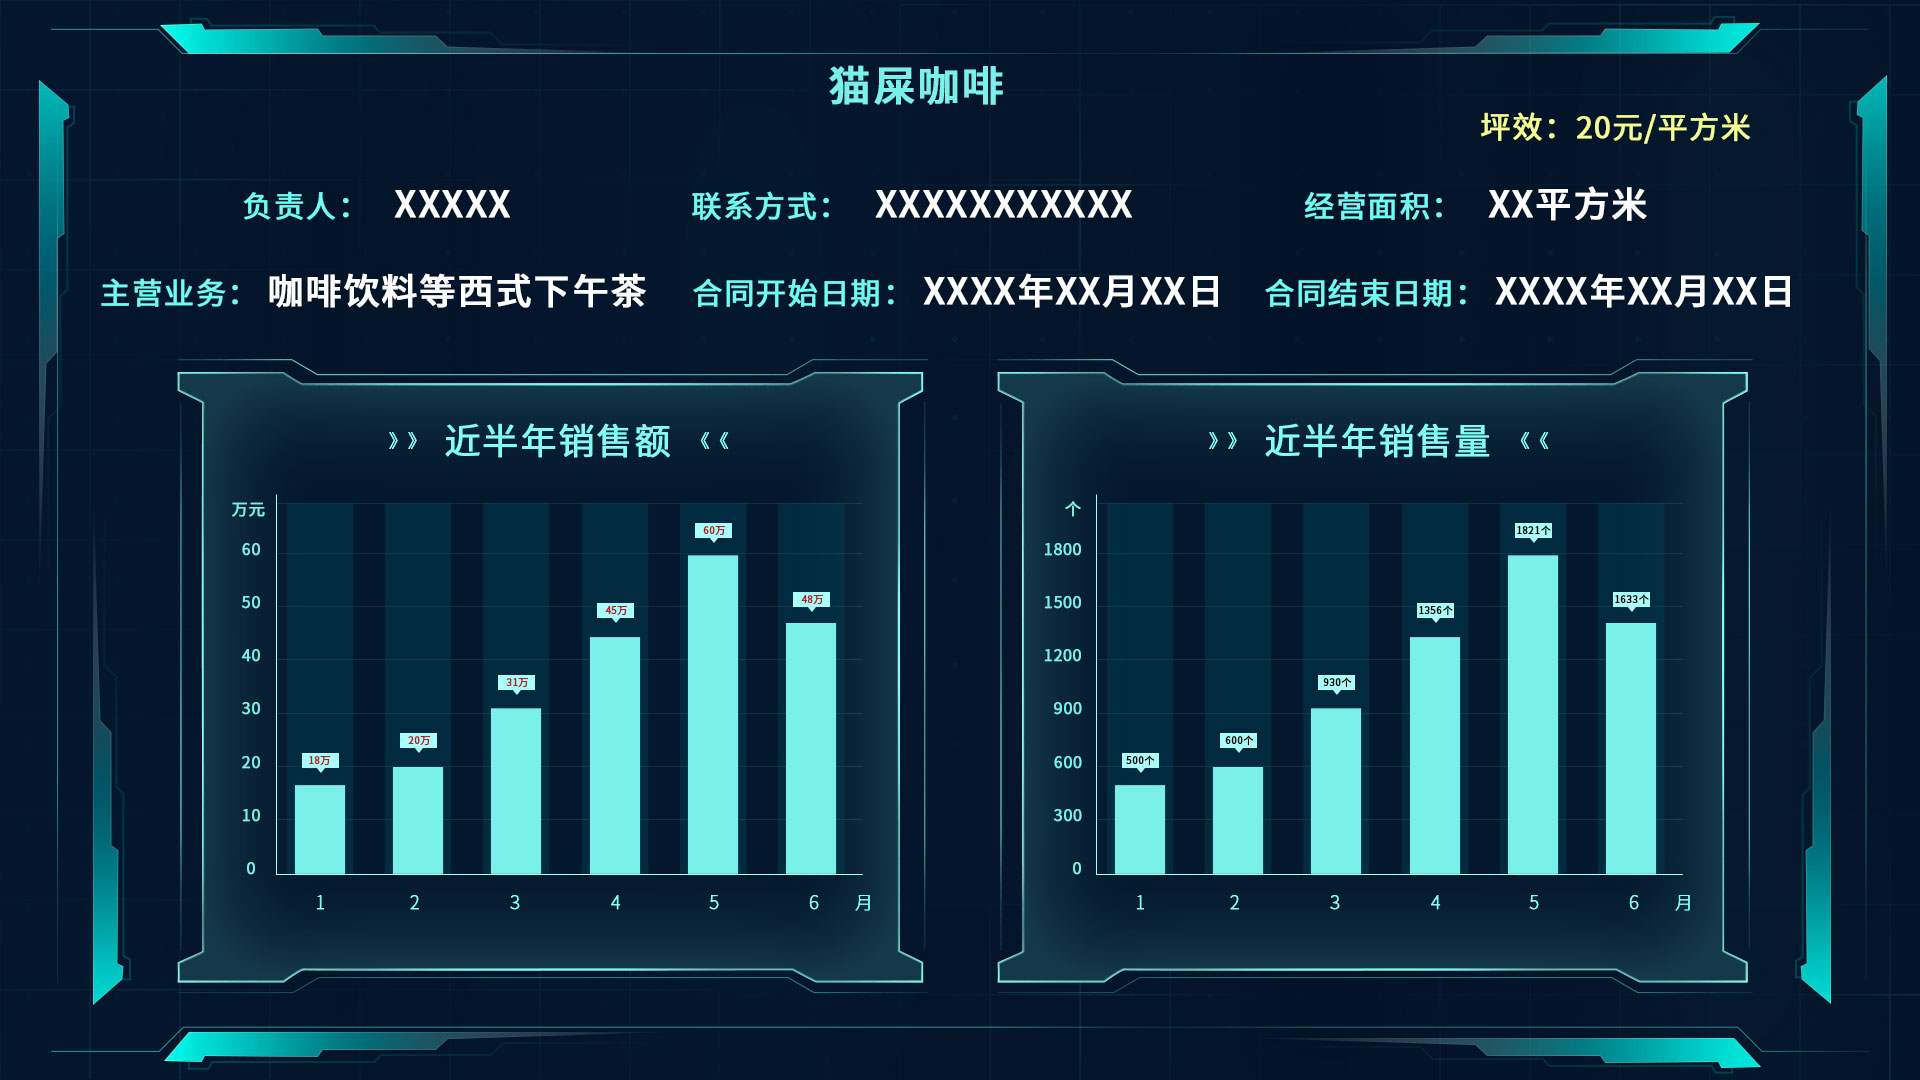 猫屎咖啡
坪效：20元/平方米
负责人： XXXXX
联系方式： XXXXXXXXXXX
经营面积： XX平方米
主营业务： 咖啡饮料等西式下午茶
合同开始日期： XXXX年XX月XX日
合同结束日期： XXXX年XX月XX日
》》 近半年销售额 《《
万元
60
50
40
30
20
10
0
18万
20万
31万
45万
60万
48万
1 2 3 4 5 6 月
》》 近半年销售量 《《
个
1800
1500
1200
900
600
300
0
500个
600个
930个
1356个
1821个
1633个
1 2 3 4 5 6 月